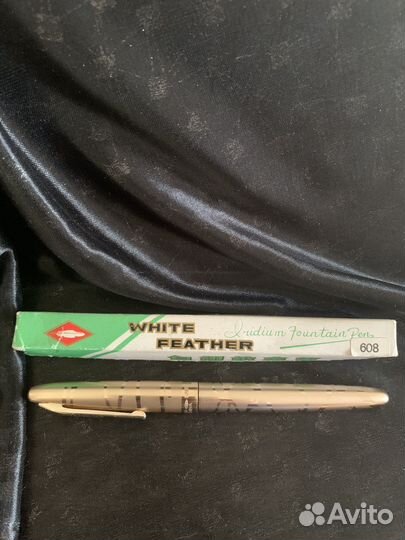 WHITE
FEATHER
Iridium Fountain Pen
608
Avito